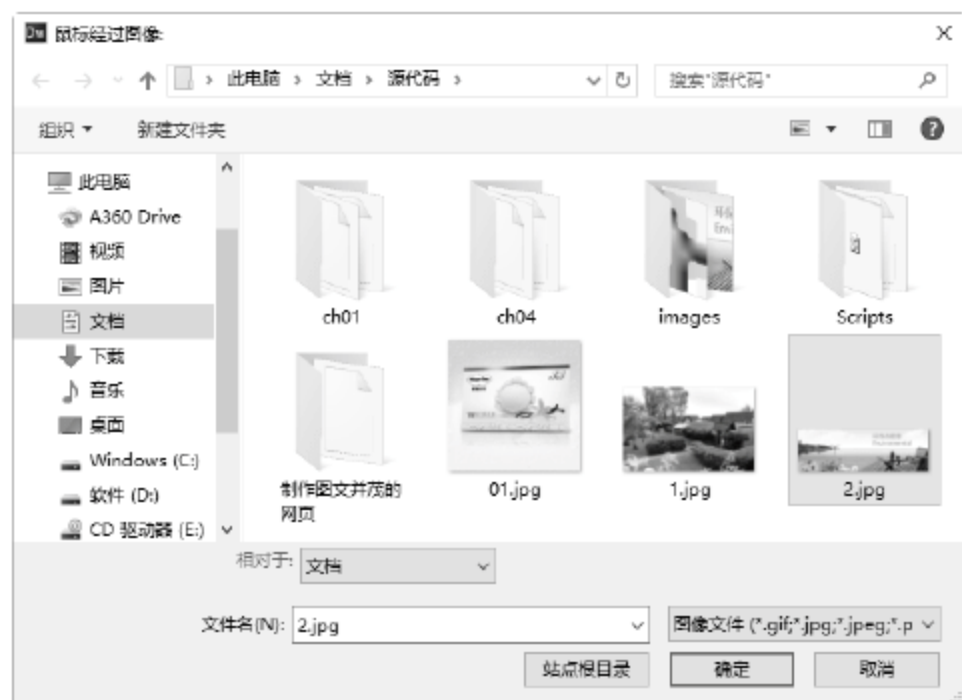 Dw 鼠标经过图像:
此电脑 › 文档 › 源代码 ›
搜索"源代码"
组织
新建文件夹
此电脑
A360 Drive
视频
图片
文档
下载
音乐
桌面
Windows (C:)
软件 (D:)
CD 驱动器 (E:)
ch01
ch04
images
Scripts
制作图文并茂的
网页
01.jpg
1.jpg
2.jpg
相对于:
文档
文件名(N):
2.jpg
图像文件 (*.gif;*.jpg;*.jpeg;*.p
站点根目录
确定
取消